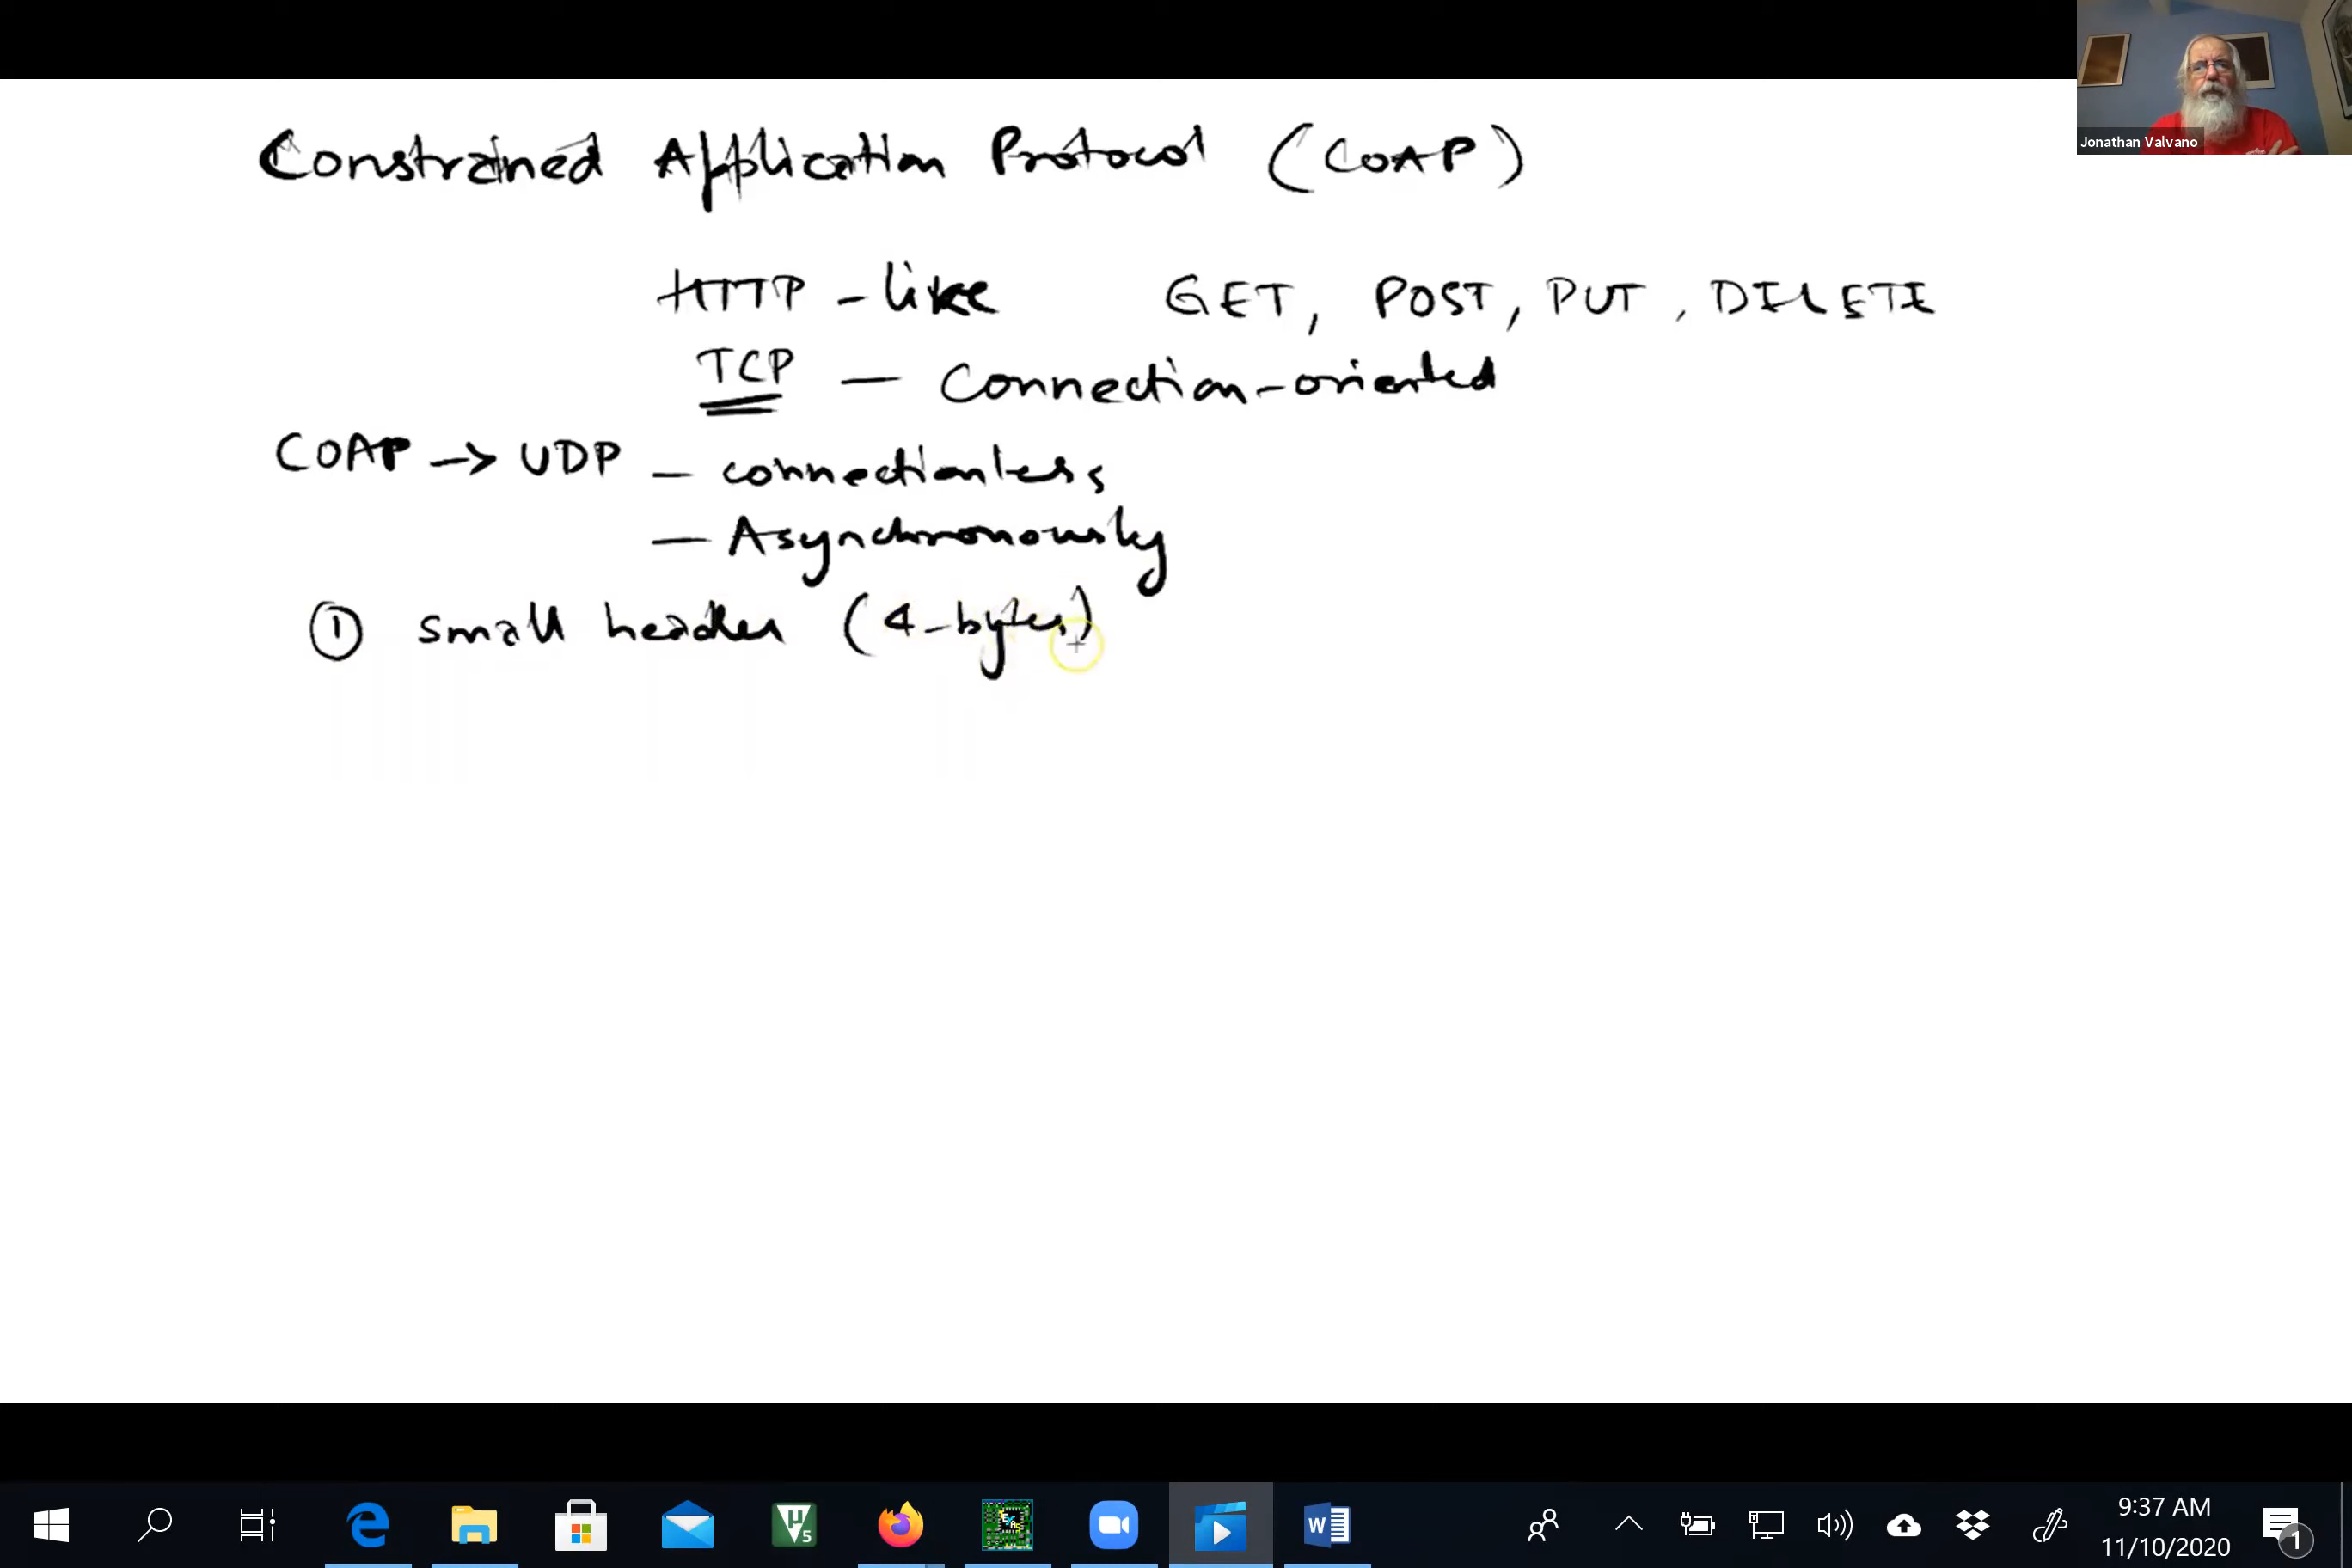 Jonathan Valvano
Constrained Application Protocol (COAP)
HTTP - like GET, POST, PUT, DELETE
TCP — Connection-oriented
COAP -> UDP — connectionless
— Asynchronously
① small header (4-bytes)
9:37 AM
11/10/2020
1